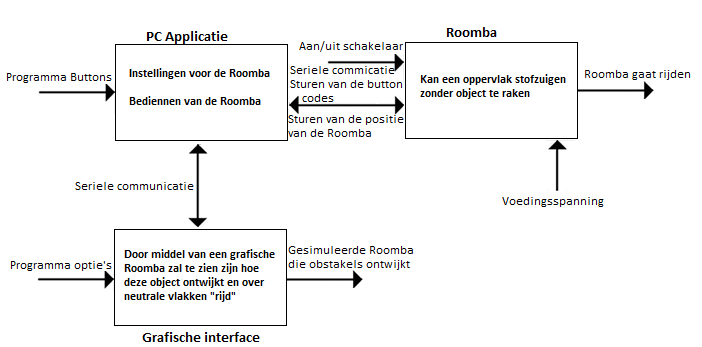 PC Applicatie
Roomba
Programma Buttons
Instellingen voor de Roomba
Bediennen van de Roomba
Aan/uit schakelaar
Seriele commicatie
Sturen van de button
codes
Sturen van de positie
van de Roomba
Kan een oppervlak stofzuigen
zonder object te raken
Roomba gaat rijden
Voedingsspanning
Seriele communicatie
Programma optie's
Door middel van een grafische
Roomba zal te zien zijn hoe
deze object ontwijkt en over
neutrale vlakken "rijd"
Gesimuleerde Roomba
die obstakels ontwijkt
Grafische interface